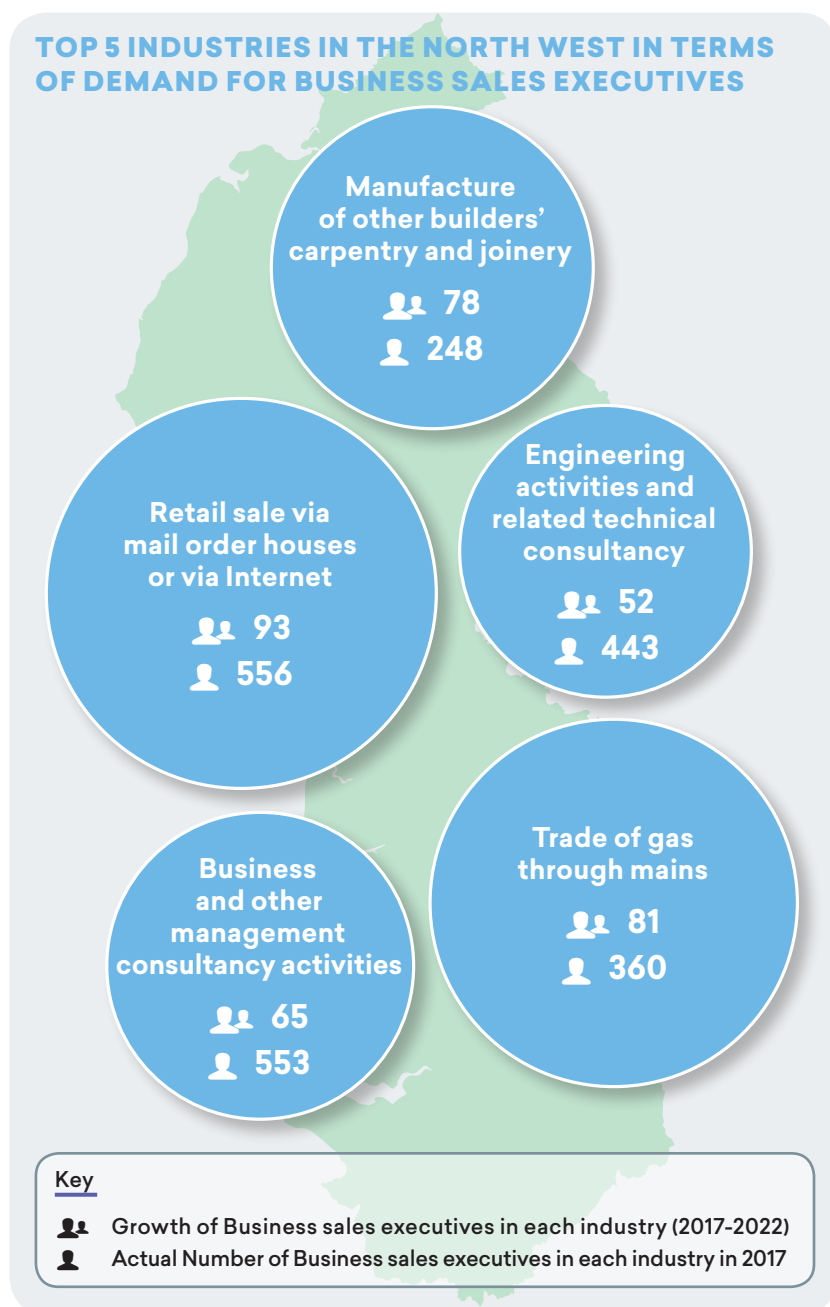 TOP 5 INDUSTRIES IN THE NORTH WEST IN TERMS
OF DEMAND FOR BUSINESS SALES EXECUTIVES
Manufacture
of other builders’
carpentry and joinery
78
248
Retail sale via
mail order houses
or via Internet
93
556
Engineering
activities and
related technical
consultancy
52
443
Business
and other
management
consultancy activities
65
553
Trade of gas
through mains
81
360
Key
Growth of Business sales executives in each industry (2017-2022)
Actual Number of Business sales executives in each industry in 2017